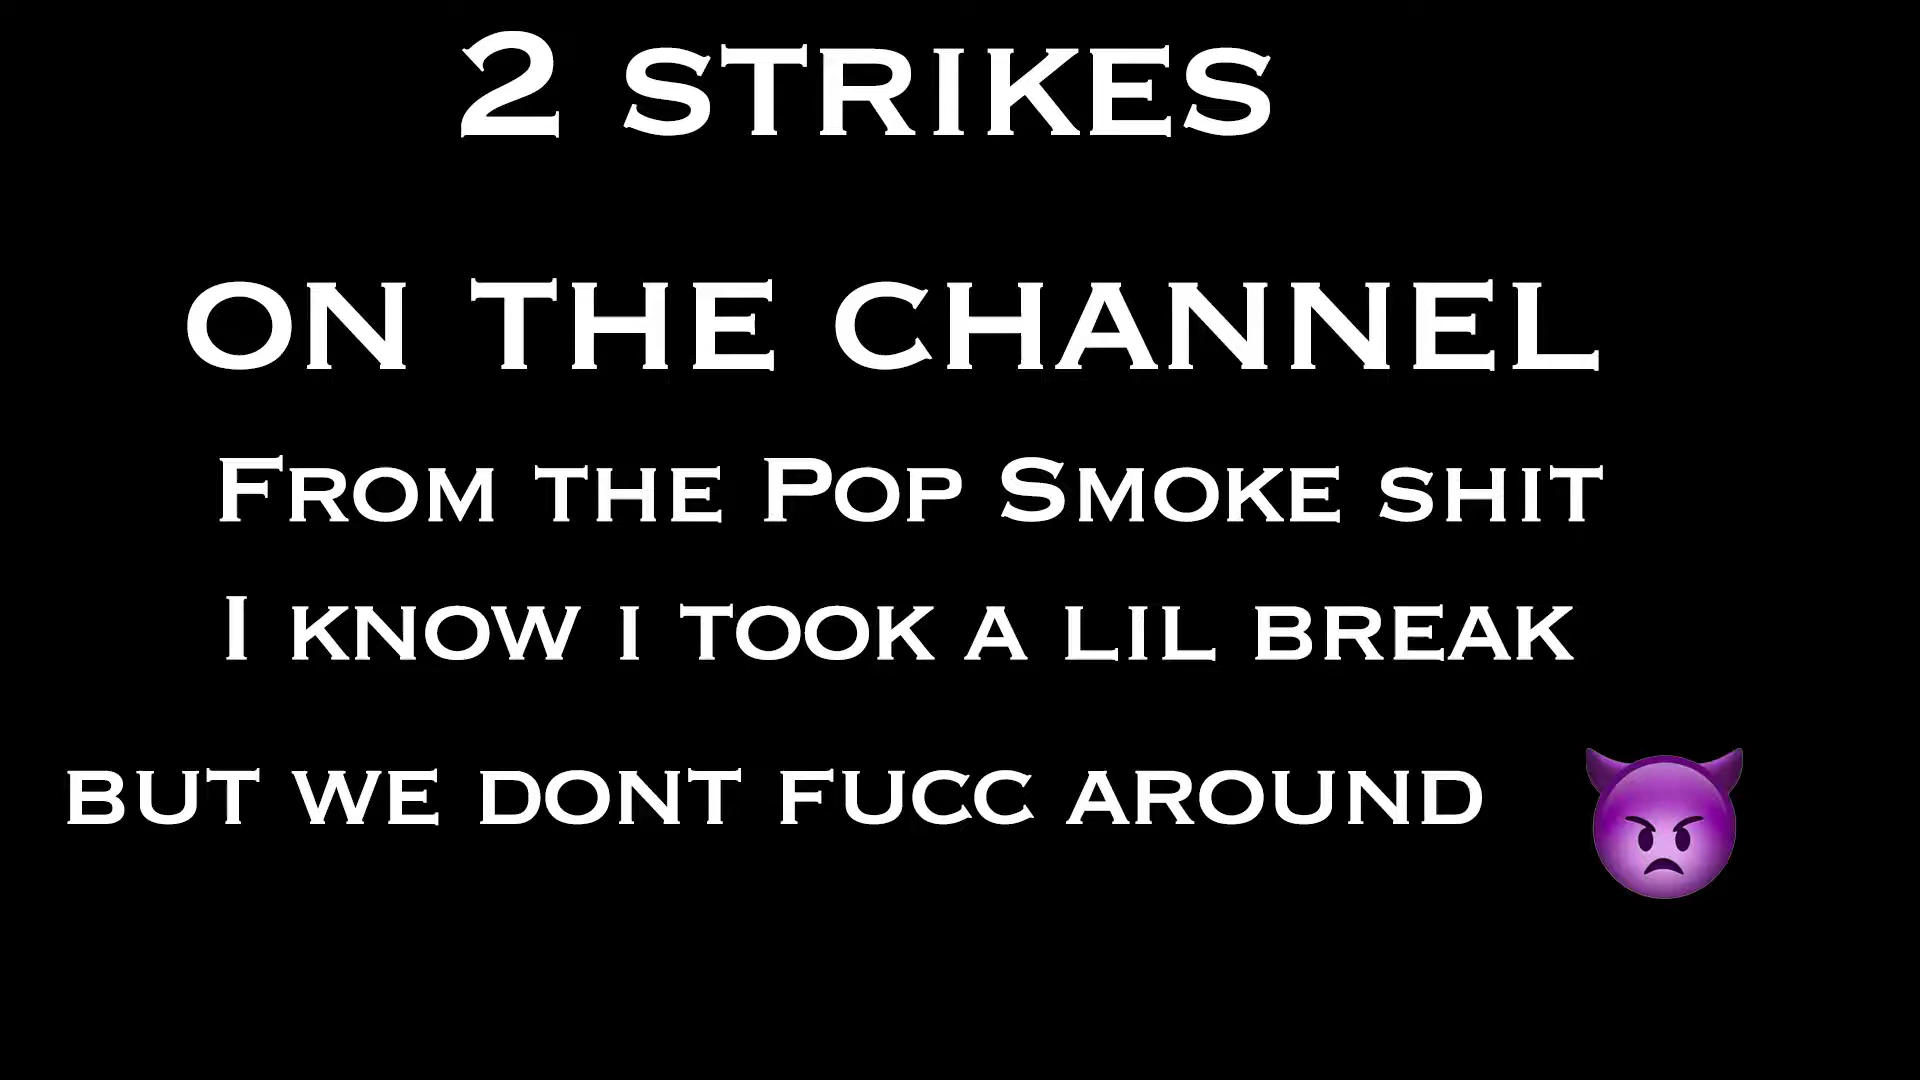 2 STRIKES
ON THE CHANNEL
FROM THE POP SMOKE SHIT
I KNOW I TOOK A LIL BREAK
BUT WE DONT FUCC AROUND 👿